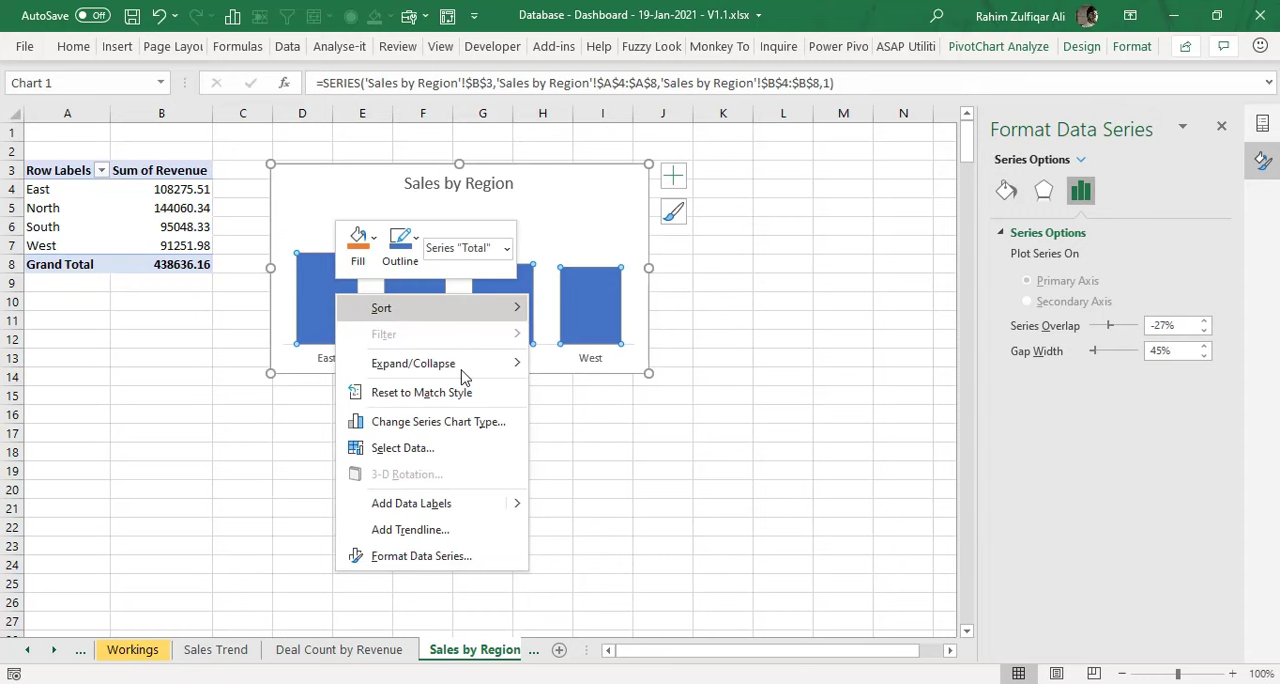 AutoSave Off Database - Dashboard - 19-Jan-2021 - V1.1.xlsx Rahim Zulfiqar Ali
File Home Insert Page Layou Formulas Data Analyse-it Review View Developer Add-ins Help Fuzzy Look Monkey To Inquire Power Pivo ASAP Utiliti PivotChart Analyze Design Format
Chart 1 fx =SERIES('Sales by Region'!$B$3,'Sales by Region'!$A$4:$A$8,'Sales by Region'!$B$4:$B$8,1)
A B C D E F G H I J K L M N
1
2
3 Row Labels Sum of Revenue
4 East 108275.51
5 North 144060.34
6 South 95048.33
7 West 91251.98
8 Grand Total 438636.16
9
10
11
12
13
14
15
16
17
18
19
20
21
22
23
24
25
26
27
Sales by Region
East West
Fill Outline Series "Total"
Sort
Filter
Expand/Collapse
Reset to Match Style
Change Series Chart Type...
Select Data...
3-D Rotation...
Add Data Labels
Add Trendline...
Format Data Series...
Format Data Series
Series Options
Series Options
Plot Series On
Primary Axis
Secondary Axis
Series Overlap -27%
Gap Width 45%
... Workings Sales Trend Deal Count by Revenue Sales by Region ...
100%